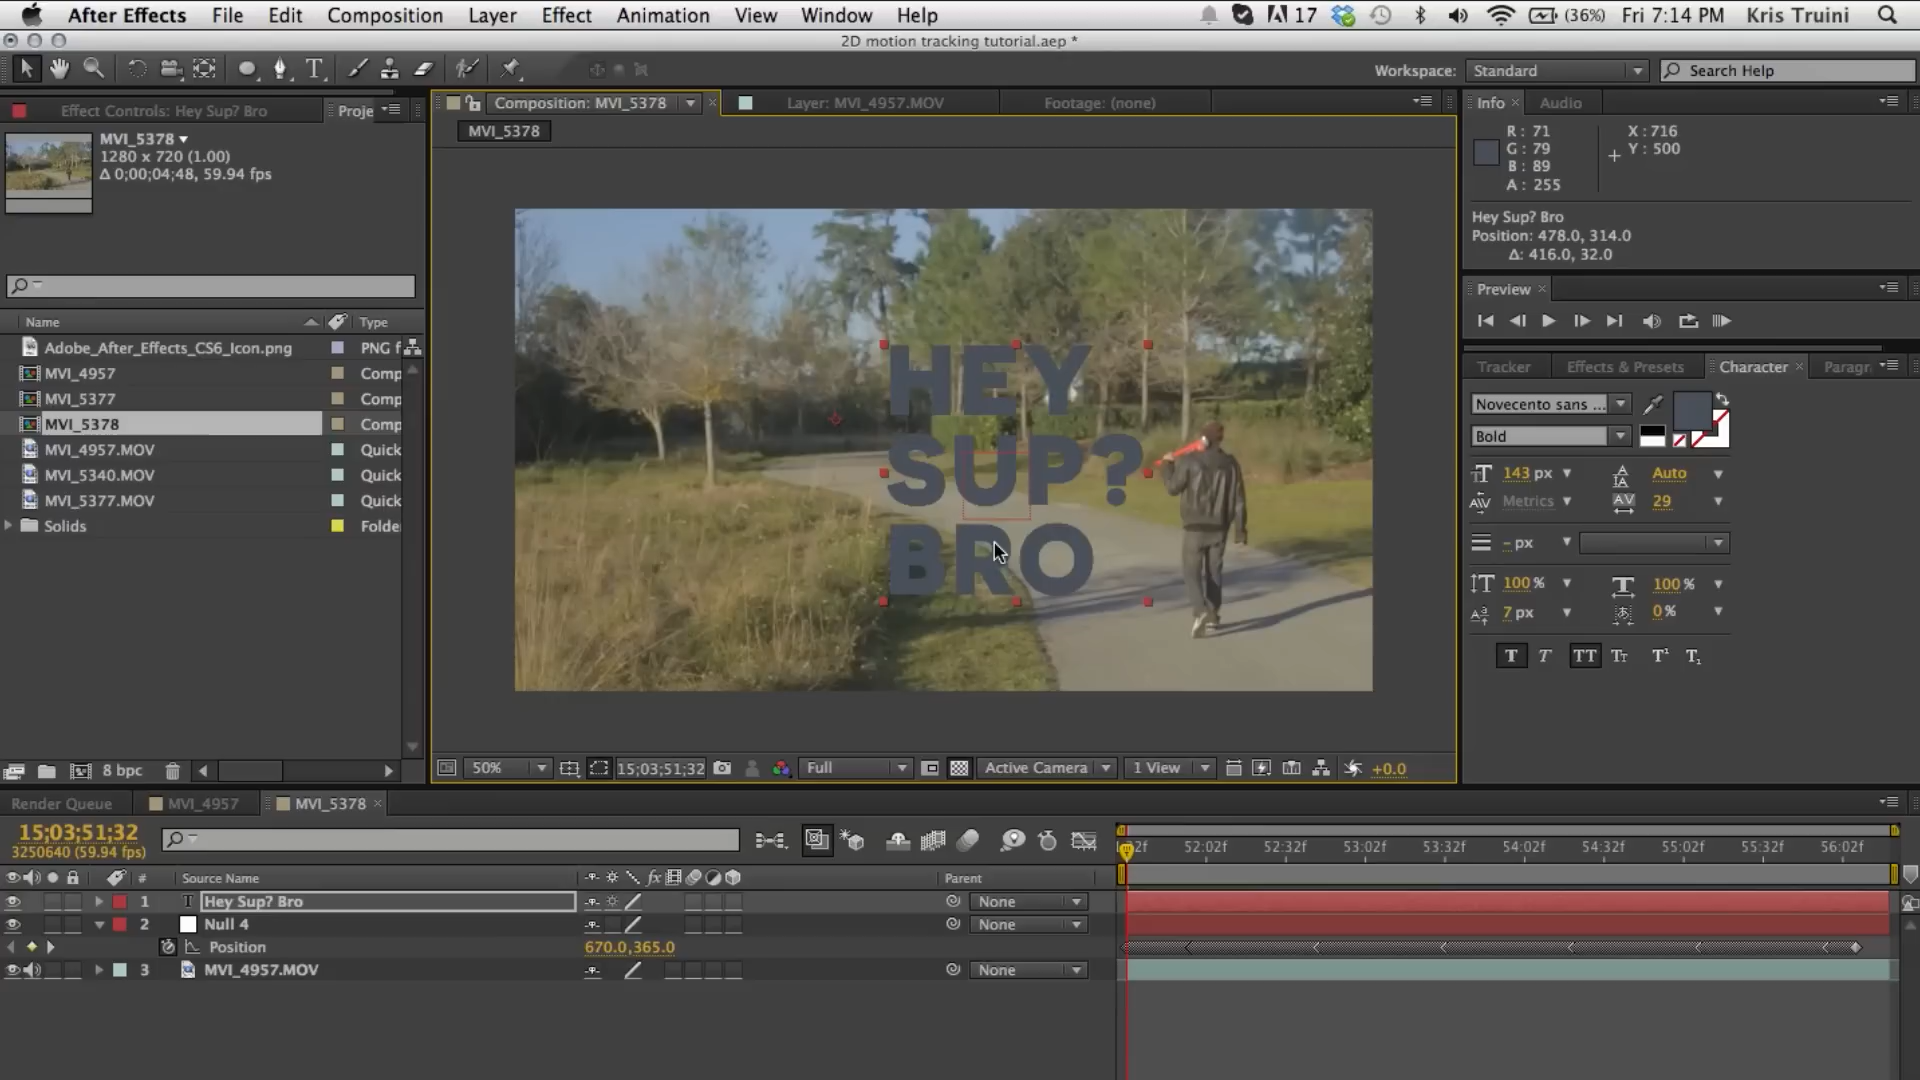 After Effects File Edit Composition Layer Effect Animation View Window Help 17 (36%) Fri 7:14 PM Kris Truini
2D motion tracking tutorial.aep *
Workspace: Standard Search Help
Effect Controls: Hey Sup? Bro Proje
Composition: MVI_5378 Layer: MVI_4957.MOV Footage: (none)
Info Audio
MVI_5378
1280 x 720 (1.00)
Δ 0;00;04;48, 59.94 fps
MVI_5378
R: 71
G: 79
B: 89
A: 255
X: 716
Y: 500
Hey Sup? Bro
Position: 478.0, 314.0
Δ: 416.0, 32.0
Preview
Name Type
Adobe_After_Effects_CS6_Icon.png PNG f
MVI_4957 Comp
MVI_5377 Comp
MVI_5378 Comp
MVI_4957.MOV Quick
MVI_5340.MOV Quick
MVI_5377.MOV Quick
Solids Folde
8 bpc
HEY
SUP?
BRO
Tracker Effects & Presets Character Paragr
Novecento sans ...
Bold
143 px Auto
Metrics 29
- px
100 % 100 %
7 px 0 %
T T TT Tr T¹ T₁
50% 15;03;51;32 Full Active Camera 1 View +0.0
Render Queue MVI_4957 MVI_5378
15;03;51;32
3250640 (59.94 fps)
52:02f 52:32f 53:02f 53:32f 54:02f 54:32f 55:02f 55:32f 56:02f
# Source Name Parent
1 T Hey Sup? Bro None
2 Null 4 None
Position 670.0,365.0
3 MVI_4957.MOV None